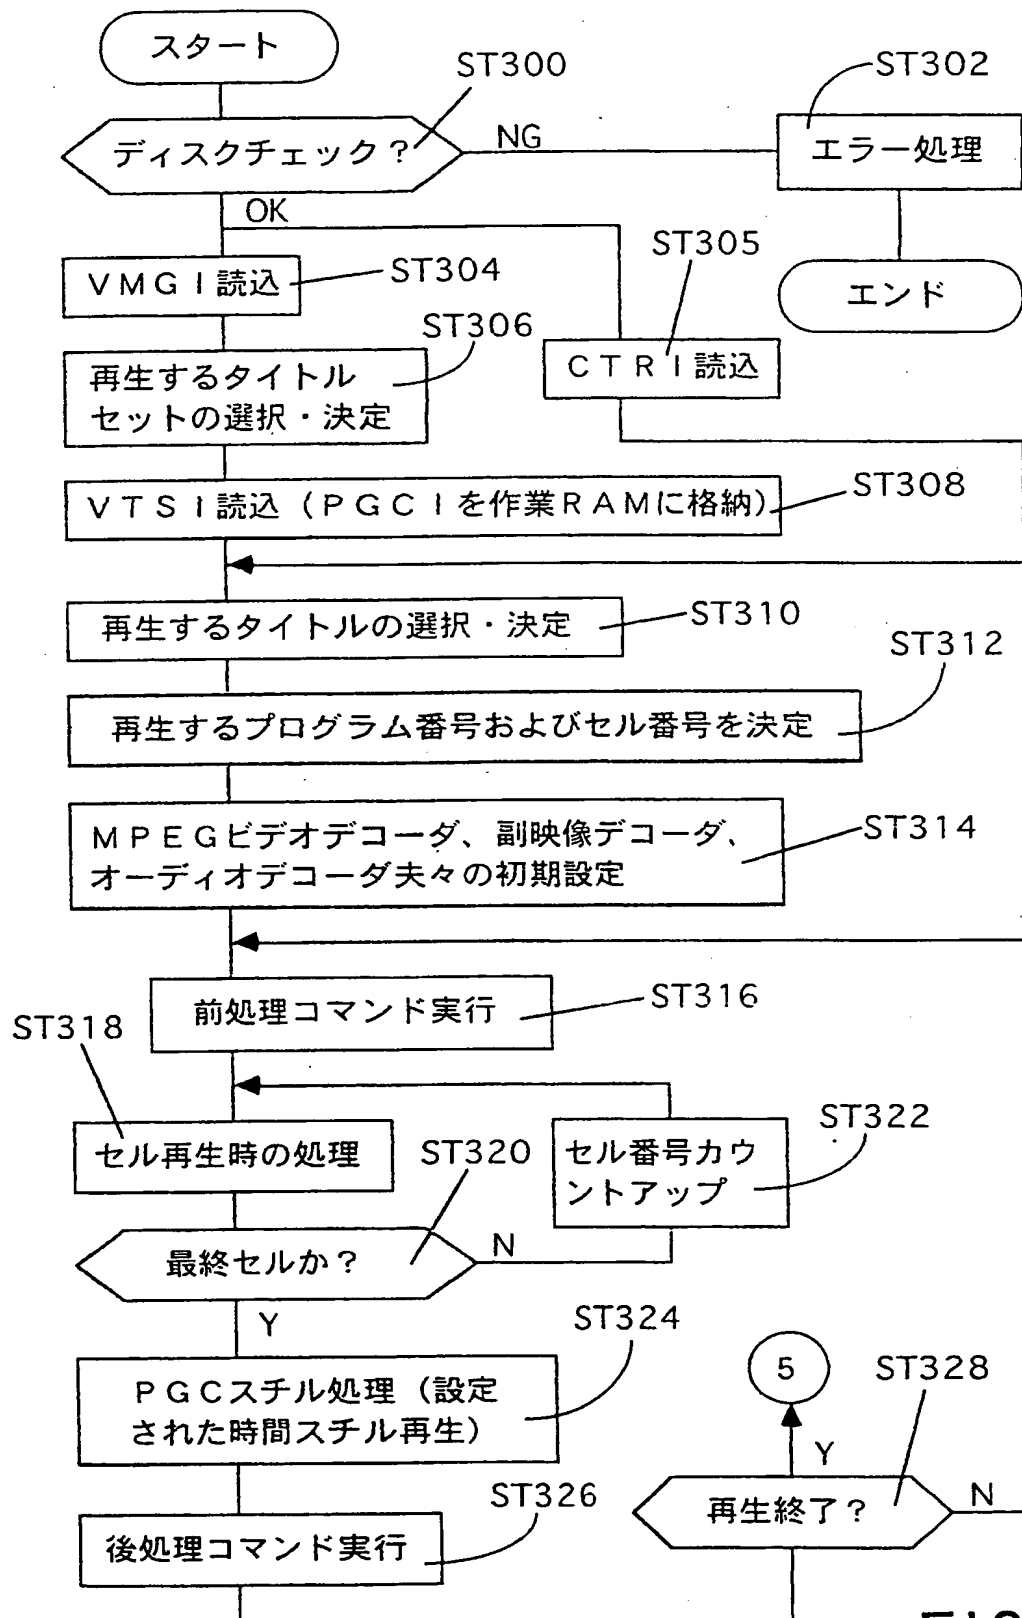 スタート
ST300
ST302
ディスクチェック？
NG
エラー処理
OK
ST305
VMGI読込
ST304
エンド
ST306
CTRI読込
再生するタイトル
セットの選択・決定
VTSI読込（PGCIを作業RAMに格納）
ST308
再生するタイトルの選択・決定
ST310
ST312
再生するプログラム番号およびセル番号を決定
MPEGビデオデコーダ、副映像デコーダ、
オーディオデコーダ夫々の初期設定
ST314
前処理コマンド実行
ST316
ST318
セル再生時の処理
ST320
セル番号カウ
ントアップ
ST322
最終セルか？
N
Y
ST324
PGCスチル処理（設定
された時間スチル再生）
5
ST328
Y
ST326
再生終了？
N
後処理コマンド実行